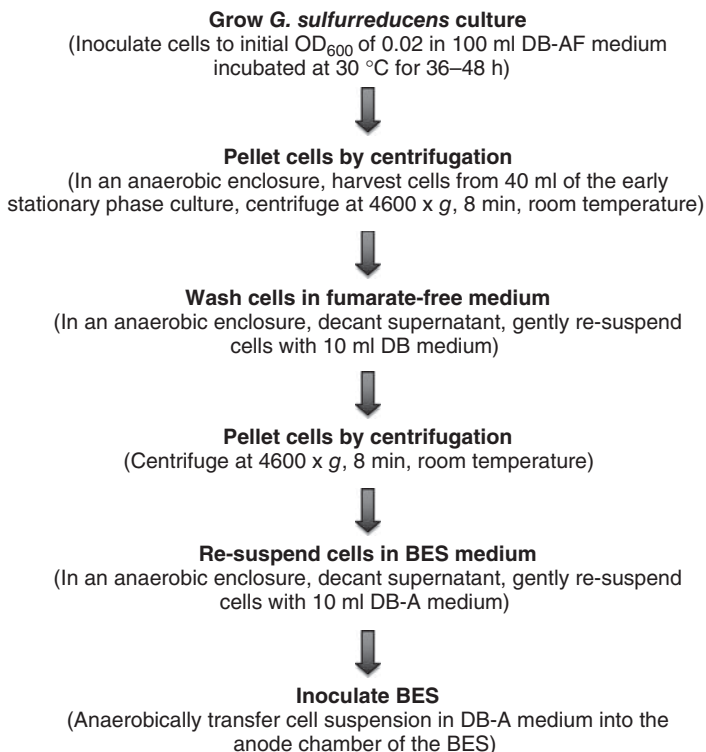 Grow G. sulfurreducens culture
(Inoculate cells to initial OD600 of 0.02 in 100 ml DB-AF medium
incubated at 30 °C for 36–48 h)
Pellet cells by centrifugation
(In an anaerobic enclosure, harvest cells from 40 ml of the early
stationary phase culture, centrifuge at 4600 x g, 8 min, room temperature)
Wash cells in fumarate-free medium
(In an anaerobic enclosure, decant supernatant, gently re-suspend
cells with 10 ml DB medium)
Pellet cells by centrifugation
(Centrifuge at 4600 x g, 8 min, room temperature)
Re-suspend cells in BES medium
(In an anaerobic enclosure, decant supernatant, gently re-suspend
cells with 10 ml DB-A medium)
Inoculate BES
(Anaerobically transfer cell suspension in DB-A medium into the
anode chamber of the BES)